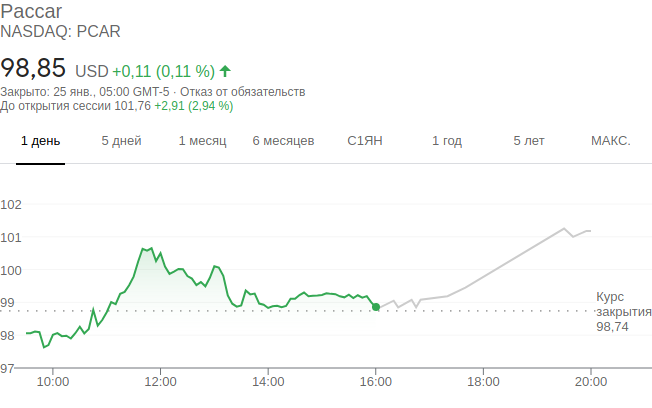 Paccar
NASDAQ: PCAR
98,85 USD +0,11 (0,11 %)
Закрыто: 25 янв., 05:00 GMT-5 · Отказ от обязательств
До открытия сессии 101,76 +2,91 (2,94 %)
1 день 5 дней 1 месяц 6 месяцев С1ЯН 1 год 5 лет МАКС.
102
101
100
99
98
97
Курс
закрытия
98,74
10:00 12:00 14:00 16:00 18:00 20:00